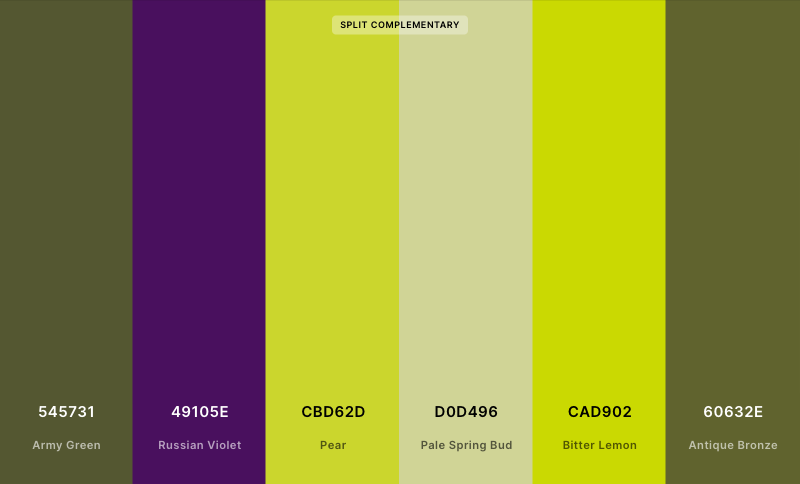 SPLIT COMPLEMENTARY
545731
Army Green
49105E
Russian Violet
CBD62D
Pear
D0D496
Pale Spring Bud
CAD902
Bitter Lemon
60632E
Antique Bronze